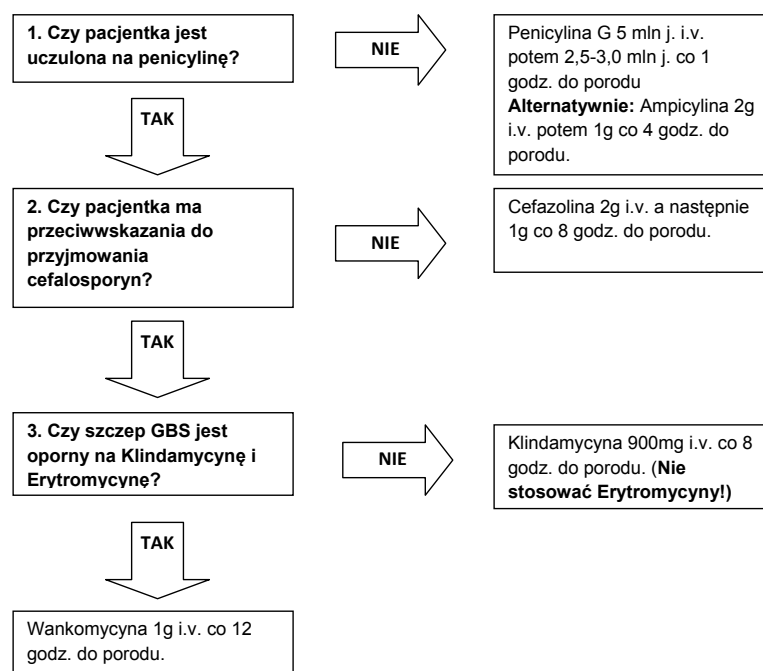 1. Czy pacjentka jest
uczulona na penicylinę?
NIE
Penicylina G 5 mln j. i.v.
potem 2,5-3,0 mln j. co 1
godz. do porodu
Alternatywnie: Ampicylina 2g
i.v. potem 1g co 4 godz. do
porodu.
TAK
2. Czy pacjentka ma
przeciwwskazania do
przyjmowania
cefalosporyn?
NIE
Cefazolina 2g i.v. a następnie
1g co 8 godz. do porodu.
TAK
3. Czy szczep GBS jest
oporny na Klindamycynę i
Erytromycynę?
NIE
Klindamycyna 900mg i.v. co 8
godz. do porodu. (Nie
stosować Erytromycyny!)
TAK
Wankomycyna 1g i.v. co 12
godz. do porodu.